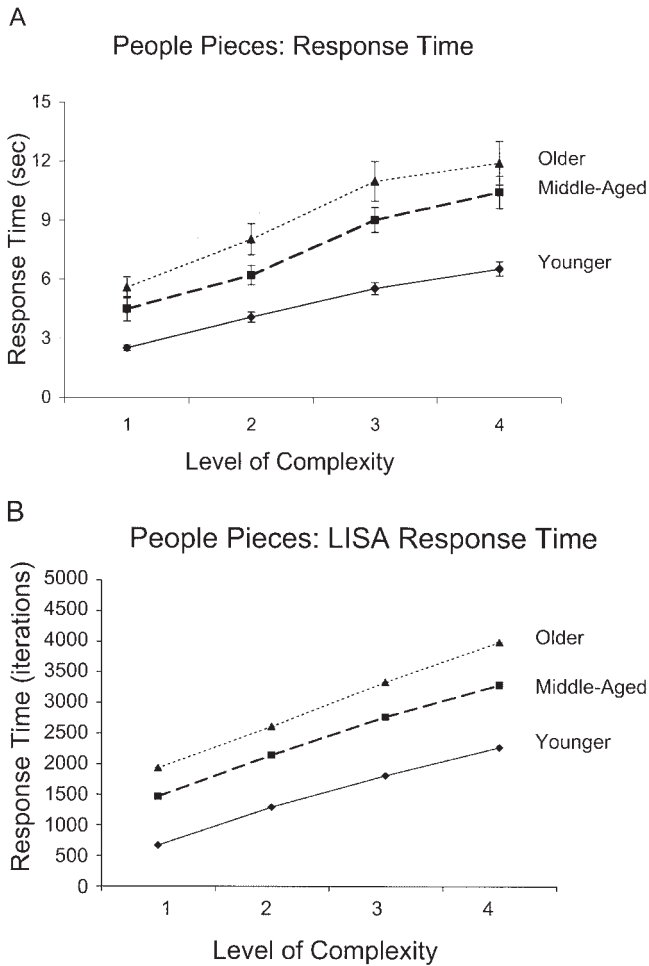 A
People Pieces: Response Time
Response Time (sec)
15
12
9
6
3
0
Older
Middle-Aged
Younger
1 2 3 4
Level of Complexity
B
People Pieces: LISA Response Time
Response Time (iterations)
5000
4500
4000
3500
3000
2500
2000
1500
1000
500
0
Older
Middle-Aged
Younger
1 2 3 4
Level of Complexity